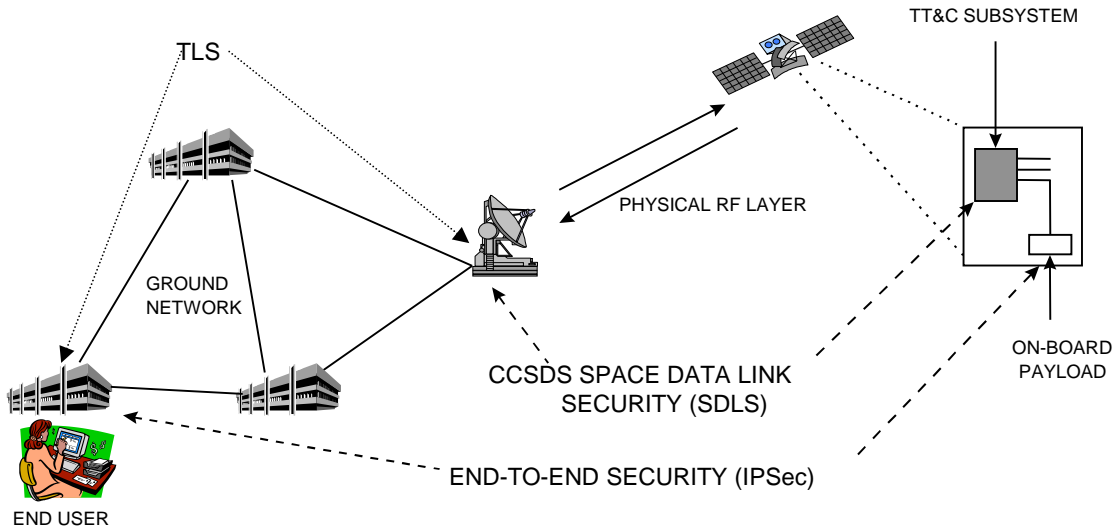 TT&C SUBSYSTEM
TLS
PHYSICAL RF LAYER
GROUND
NETWORK
ON-BOARD
PAYLOAD
CCSDS SPACE DATA LINK
SECURITY (SDLS)
END-TO-END SECURITY (IPSec)
END USER